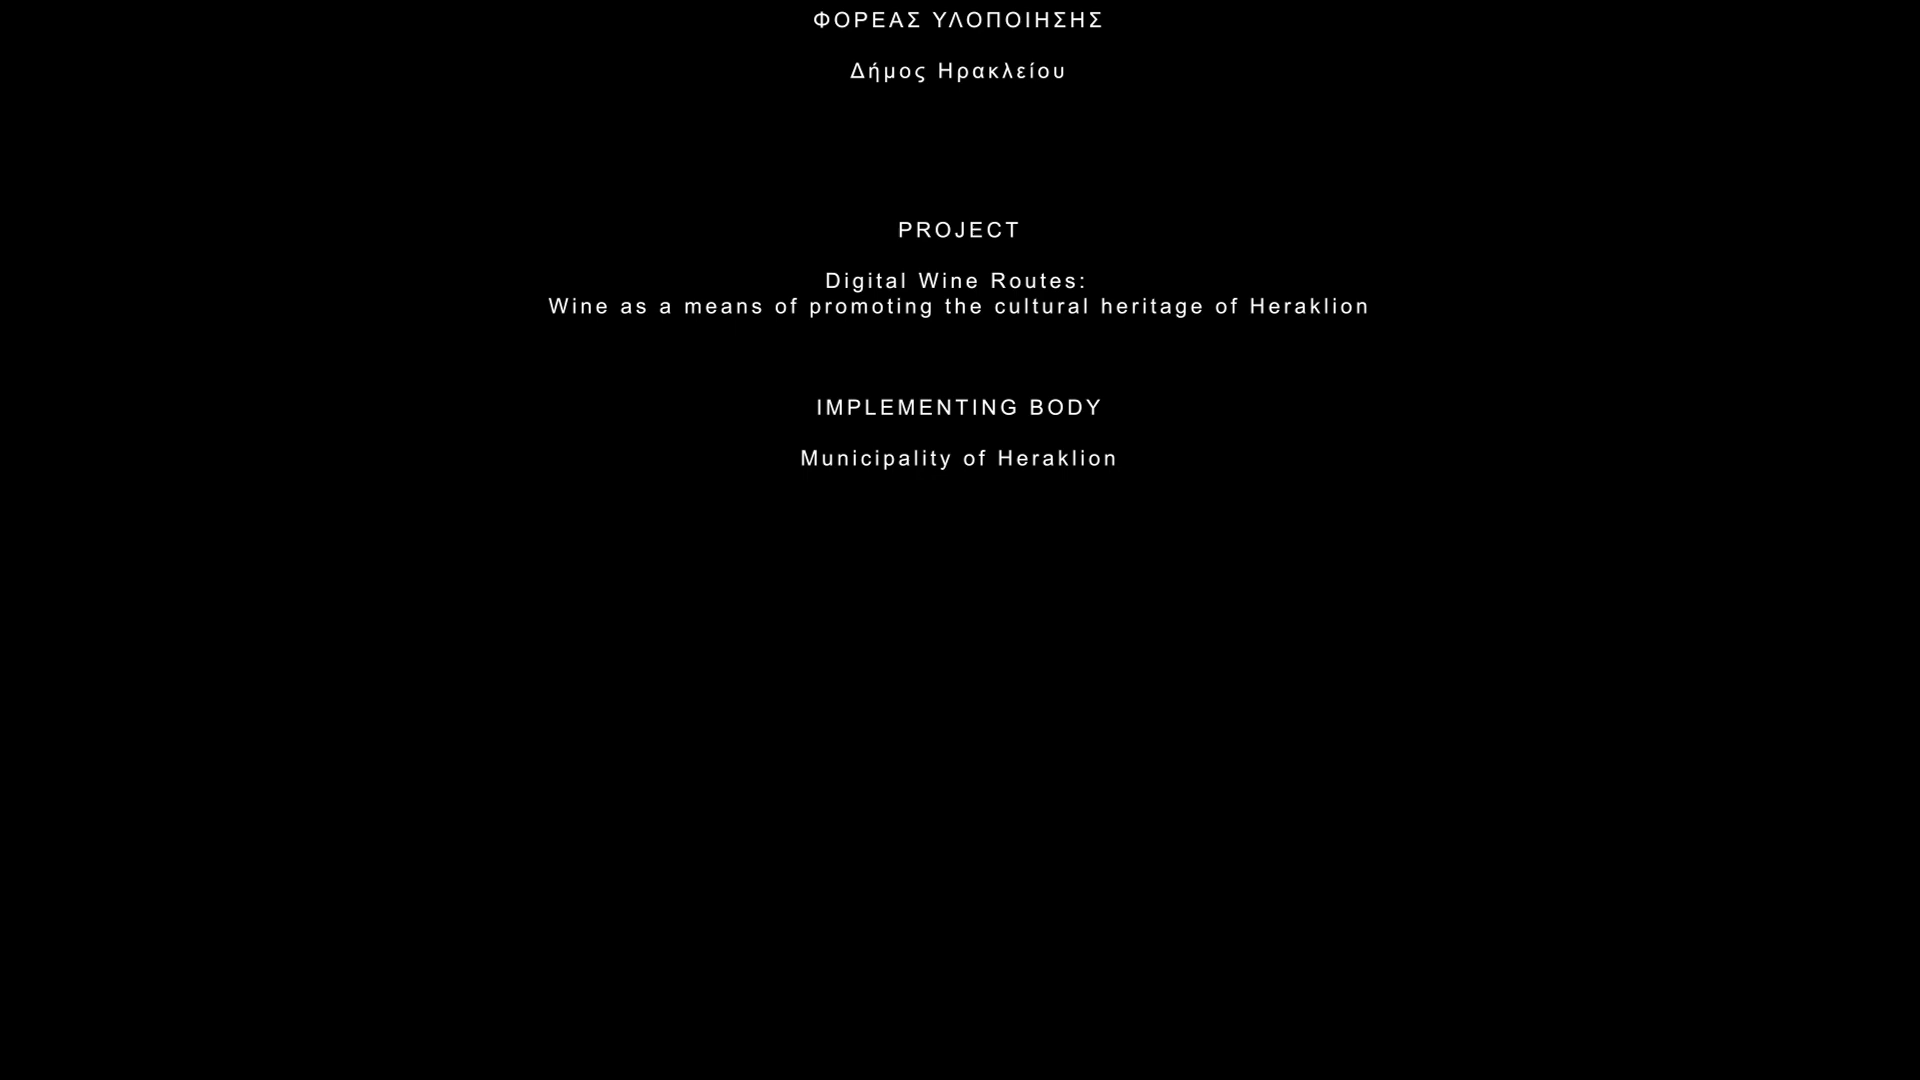 ΦΟΡΕΑΣ ΥΛΟΠΟΙΗΣΗΣ
Δήμος Ηρακλείου
PROJECT
Digital Wine Routes:
Wine as a means of promoting the cultural heritage of Heraklion
IMPLEMENTING BODY
Municipality of Heraklion